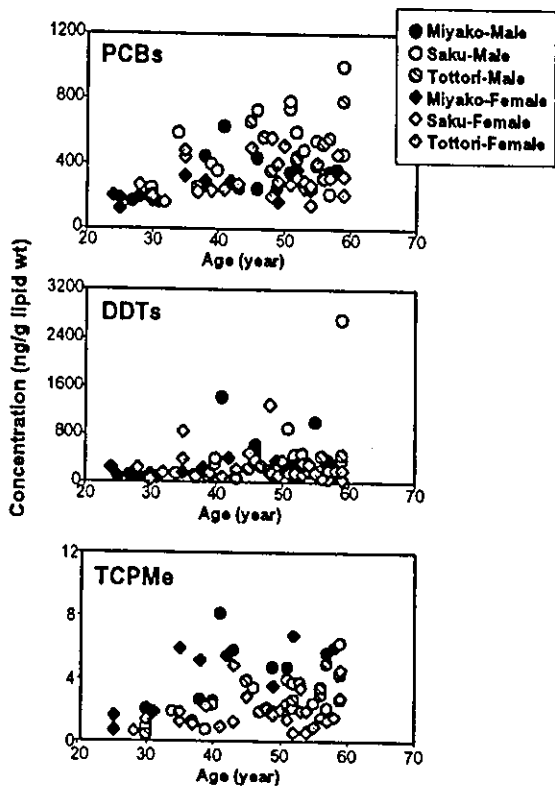 Miyako-Male
Saku-Male
Tottori-Male
Miyako-Female
Saku-Female
Tottori-Female
Concentration (ng/g lipid wt)
PCBs
1200
800
400
0
20 30 40 50 60 70
Age (year)
DDTs
3200
2400
1600
800
0
20 30 40 50 60 70
Age (year)
TCPMe
12
8
4
0
20 30 40 50 60 70
Age (year)